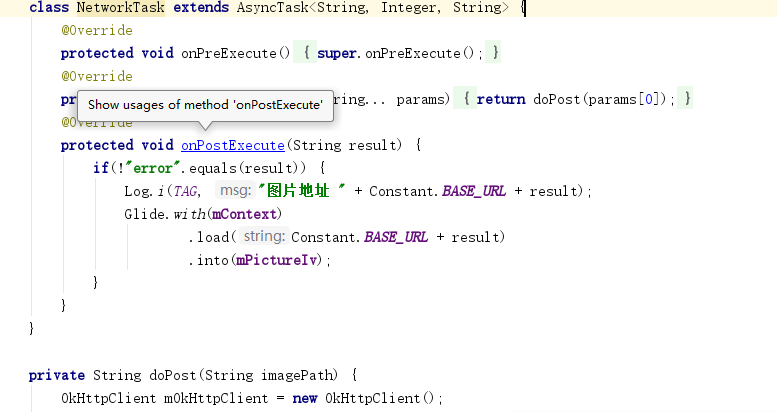 class NetworkTask extends AsyncTask<String, Integer, String> {
@Override
protected void onPreExecute() { super.onPreExecute(); }
@Override
pr
Show usages of method 'onPostExecute'
ring... params) { return doPost(params[0]); }
@Override
protected void onPostExecute(String result) {
if(!"error".equals(result)) {
Log.i(TAG, msg: "图片地址 " + Constant.BASE_URL + result);
Glide.with(mContext)
.load( string: Constant.BASE_URL + result)
.into(mPictureIv);
}
}
}
private String doPost(String imagePath) {
OkHttpClient mOkHttpClient = new OkHttpClient();